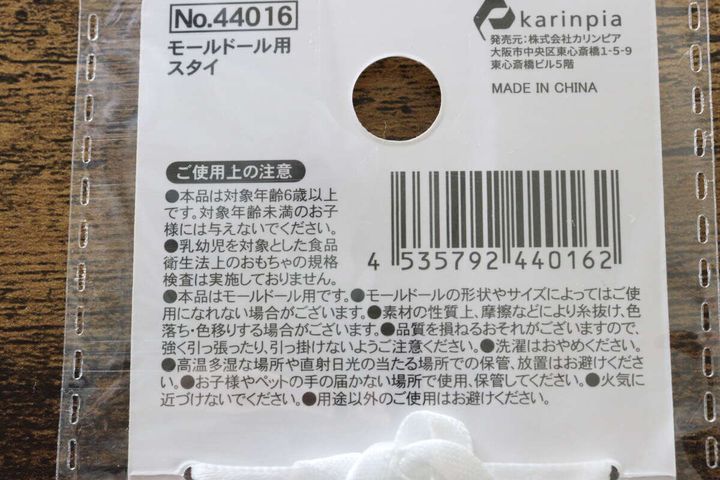 No.44016
モールドール用
スタイ
karinpia
発売元:株式会社カリンピア
大阪市中央区東心斎橋1-5-9
東心斎橋ビル5階
MADE IN CHINA
ご使用上の注意
●本品は対象年齢6歳以上
です。対象年齢未満のお子
様には与えないでください。
●乳幼児を対象とした食品
衛生法上のおもちゃの規格
検査は実施しておりません。
4 535792 440162
●本品はモールドール用です。●モールドールの形状やサイズによってはご使
用になれない場合がございます。●素材の性質上、摩擦などにより糸抜け、色
落ち・色移りする場合がございます。●品質を損ねるおそれがございますので、
強く引っ張ったり、引っ掛けないようご注意ください。●洗濯はおやめください。
●高温多湿な場所や直射日光の当たる場所での保管、放置はお避けくださ
い。●お子様やペットの手の届かない場所で使用、保管してください。●火気に
近づけないでください。●用途以外のご使用はお避けください。